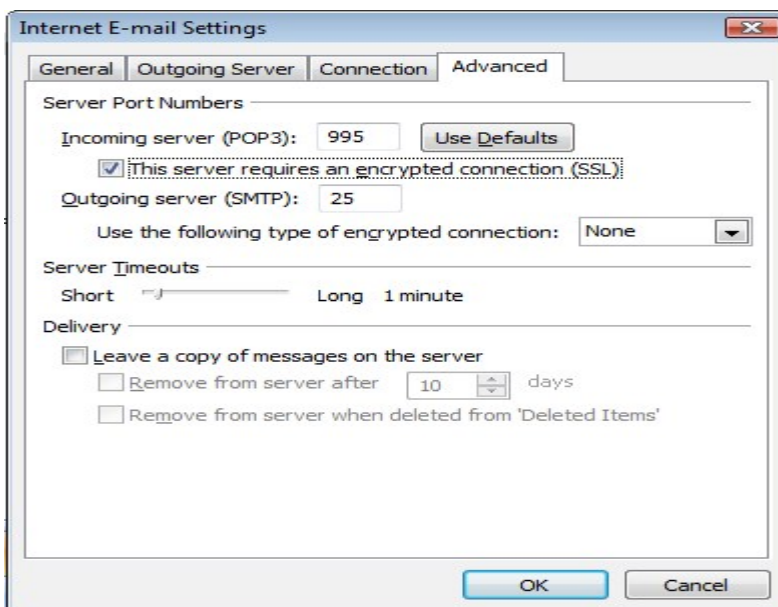 Internet E-mail Settings
General Outgoing Server Connection Advanced
Server Port Numbers
Incoming server (POP3): 995 Use Defaults
This server requires an encrypted connection (SSL)
Outgoing server (SMTP): 25
Use the following type of encrypted connection: None
Server Timeouts
Short Long 1 minute
Delivery
Leave a copy of messages on the server
Remove from server after 10 days
Remove from server when deleted from 'Deleted Items'
OK Cancel